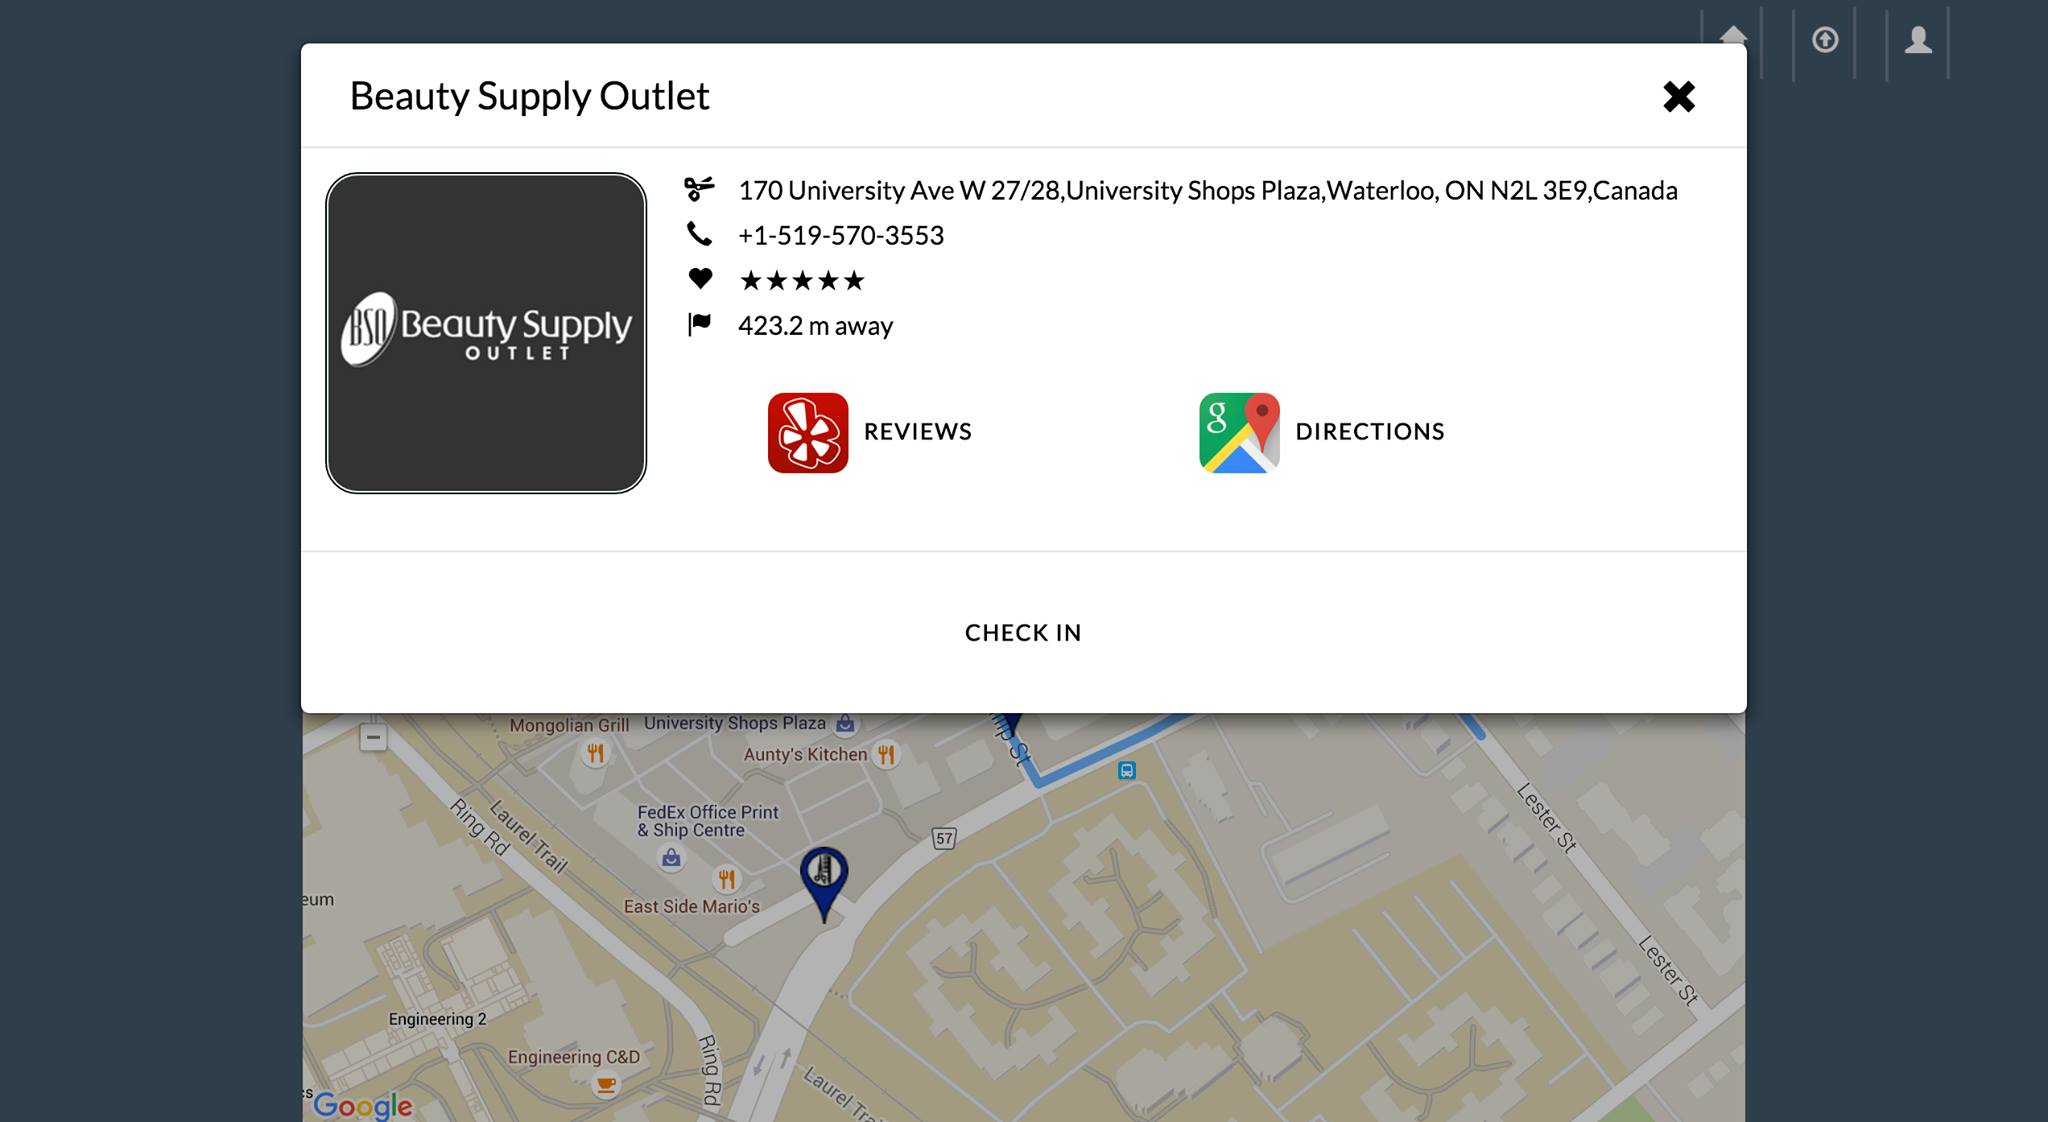 Beauty Supply Outlet
170 University Ave W 27/28,University Shops Plaza,Waterloo, ON N2L 3E9,Canada
+1-519-570-3553
★★★★★
423.2 m away
BSO Beauty Supply
OUTLET
REVIEWS
g
DIRECTIONS
CHECK IN
Mongolian Grill
University Shops Plaza
Aunty's Kitchen
St
FedEx Office Print
& Ship Centre
57
East Side Mario's
Laurel Trail
Ring Rd
Lester St
Lester St
eum
Engineering 2
Engineering C&D
Ring Rd
Laurel Tra
cs
Google